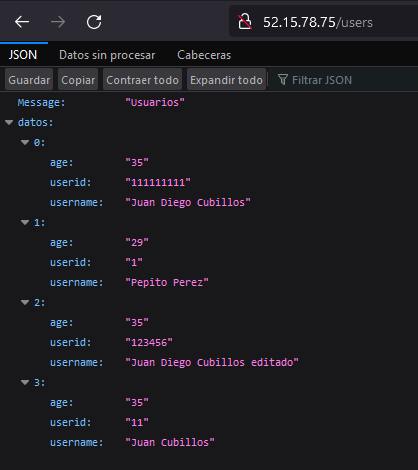 52.15.78.75/users
JSON Datos sin procesar Cabeceras
Guardar Copiar Contraer todo Expandir todo Filtrar JSON
Message: "Usuarios"
datos:
0:
age: "35"
userid: "111111111"
username: "Juan Diego Cubillos"
1:
age: "29"
userid: "1"
username: "Pepito Perez"
2:
age: "35"
userid: "123456"
username: "Juan Diego Cubillos editado"
3:
age: "35"
userid: "11"
username: "Juan Cubillos"